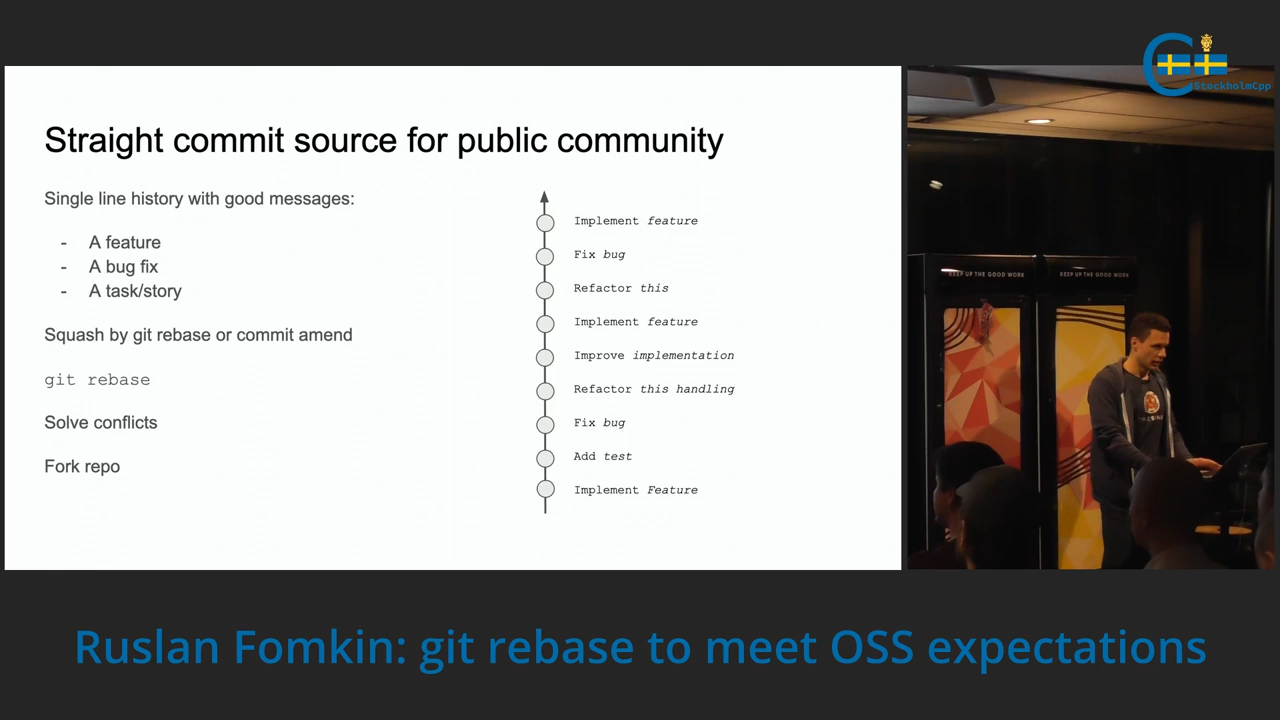 StockholmCpp
Straight commit source for public community
Single line history with good messages:
- A feature
- A bug fix
- A task/story
Squash by git rebase or commit amend
git rebase
Solve conflicts
Fork repo
Implement feature
Fix bug
Refactor this
Implement feature
Improve implementation
Refactor this handling
Fix bug
Add test
Implement Feature
KEEP UP THE GOOD WORK
KEEP UP THE GOOD WORK
Ruslan Fomkin: git rebase to meet OSS expectations